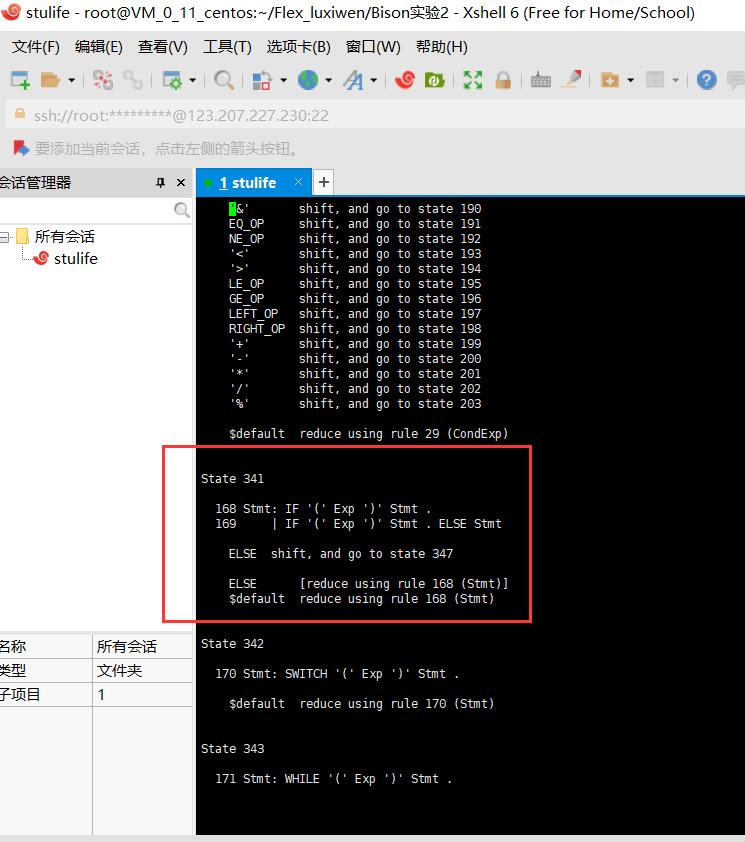 stulife - root@VM_0_11_centos:~/Flex_luxiwen/Bison实验2 - Xshell 6 (Free for Home/School)
文件(F) 编辑(E) 查看(V) 工具(T) 选项卡(B) 窗口(W) 帮助(H)
ssh://root:*********@123.207.227.230:22
要添加当前会话，点击左侧的箭头按钮。
会话管理器
1 stulife
所有会话
stulife
'&' shift, and go to state 190
EQ_OP shift, and go to state 191
NE_OP shift, and go to state 192
'<' shift, and go to state 193
'>' shift, and go to state 194
LE_OP shift, and go to state 195
GE_OP shift, and go to state 196
LEFT_OP shift, and go to state 197
RIGHT_OP shift, and go to state 198
'+' shift, and go to state 199
'-' shift, and go to state 200
'*' shift, and go to state 201
'/' shift, and go to state 202
'%' shift, and go to state 203
$default reduce using rule 29 (CondExp)
State 341
168 Stmt: IF '(' Exp ')' Stmt .
169 | IF '(' Exp ')' Stmt . ELSE Stmt
ELSE shift, and go to state 347
ELSE [reduce using rule 168 (Stmt)]
$default reduce using rule 168 (Stmt)
State 342
170 Stmt: SWITCH '(' Exp ')' Stmt .
$default reduce using rule 170 (Stmt)
State 343
171 Stmt: WHILE '(' Exp ')' Stmt .
名称 所有会话
类型 文件夹
子项目 1